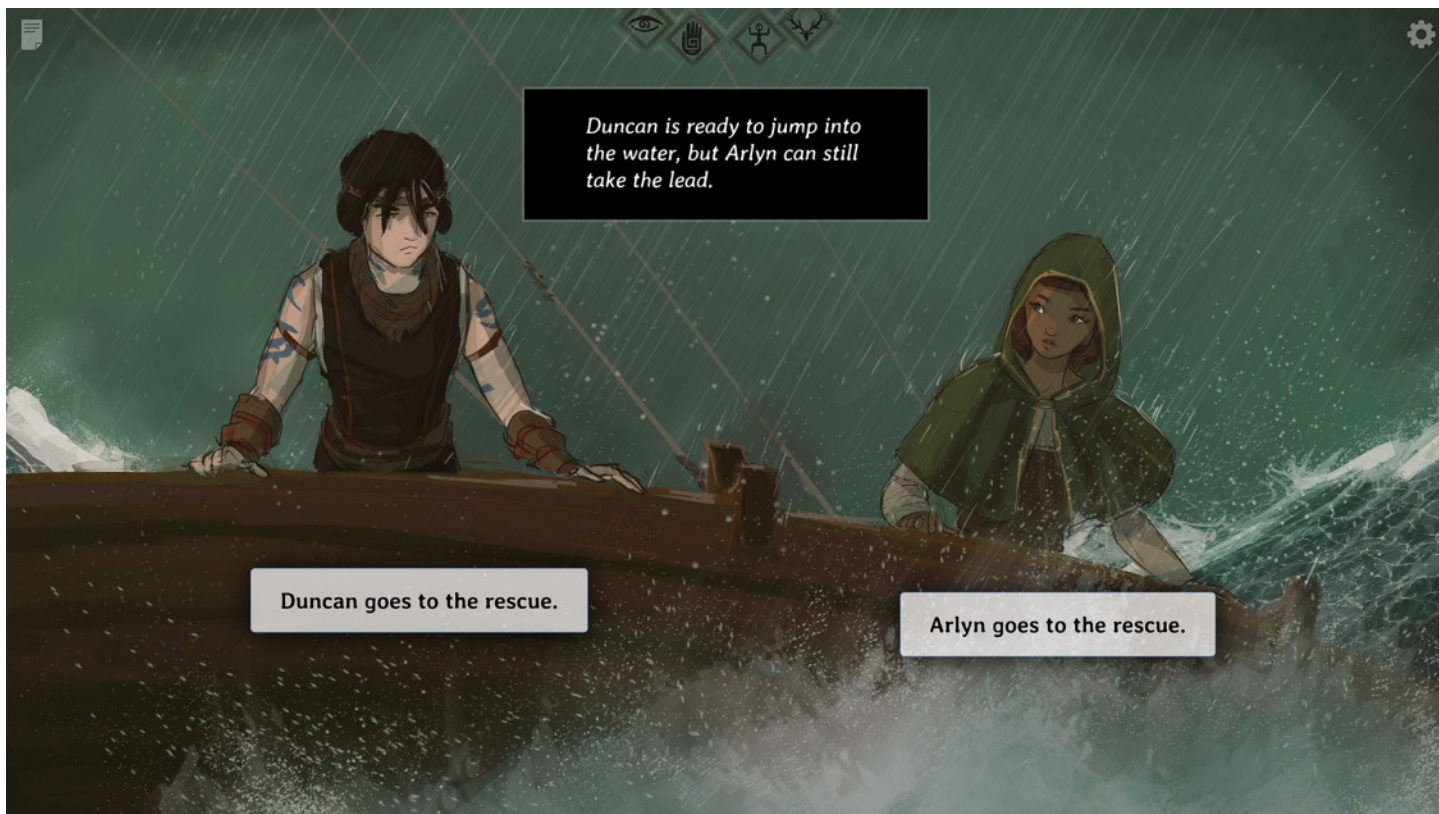 Duncan is ready to jump into
the water, but Arlyn can still
take the lead.
Duncan goes to the rescue.
Arlyn goes to the rescue.